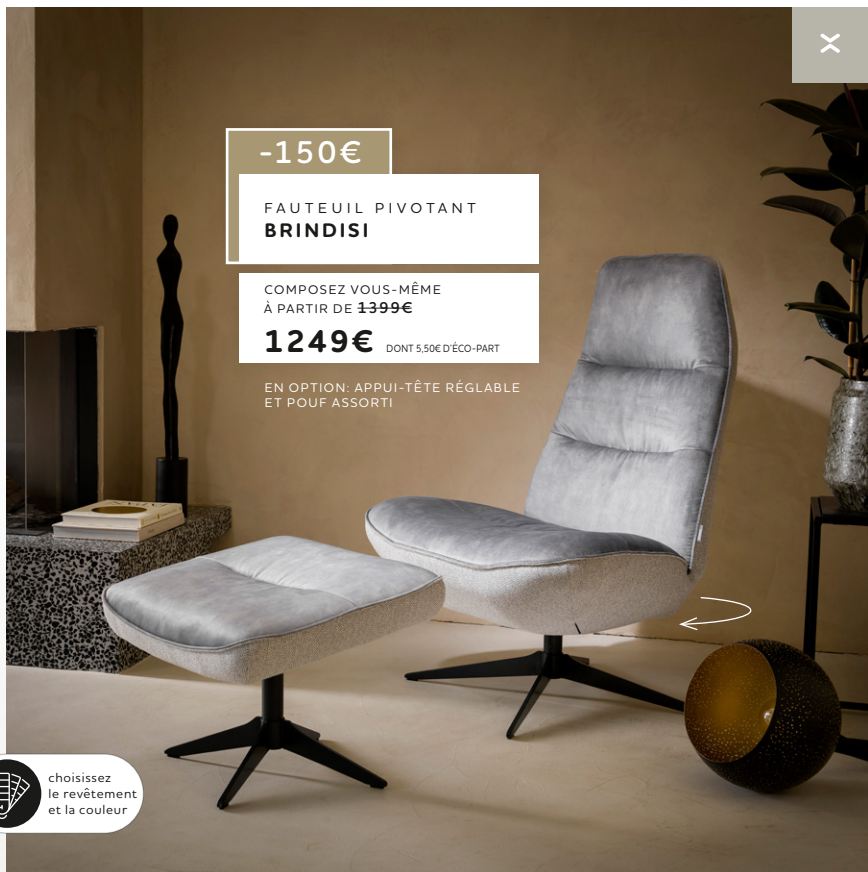 -150€
FAUTEUIL PIVOTANT
BRINDISI
COMPOSEZ VOUS-MÊME
À PARTIR DE 1399€
1249€ DONT 5,50€ D'ÉCO-PART
EN OPTION: APPUI-TÊTE RÉGLABLE
ET POUF ASSORTI
choisissez
le revêtement
et la couleur